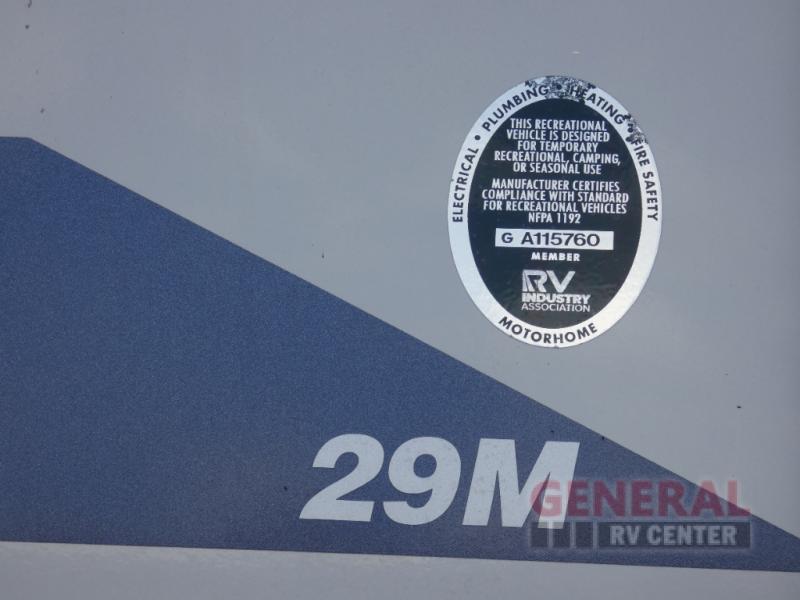 ELECTRICAL • PLUMBING • HEATING • FIRE SAFETY
THIS RECREATIONAL
VEHICLE IS DESIGNED
FOR TEMPORARY
RECREATIONAL, CAMPING,
OR SEASONAL USE
MANUFACTURER CERTIFIES
COMPLIANCE WITH STANDARD
FOR RECREATIONAL VEHICLES
NFPA 1192
G A115760
MEMBER
RV
INDUSTRY
ASSOCIATION
MOTORHOME
29M
GENERAL
RV CENTER